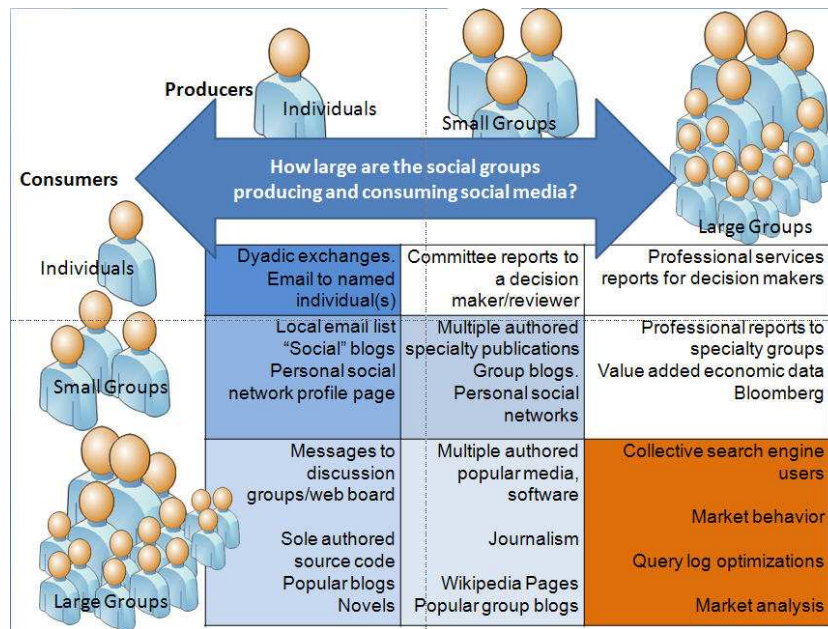 Producers
Individuals
Small Groups
Large Groups
How large are the social groups
producing and consuming social media?
Consumers
Individuals
Dyadic exchanges.
Email to named
individual(s)
Committee reports to
a decision
maker/reviewer
Professional services
reports for decision makers
Small Groups
Local email list
“Social” blogs
Personal social
network profile page
Multiple authored
specialty publications
Group blogs.
Personal social
networks
Professional reports to
specialty groups
Value added economic data
Bloomberg
Large Groups
Messages to
discussion
groups/web board
Sole authored
source code
Popular blogs
Novels
Multiple authored
popular media,
software
Journalism
Wikipedia Pages
Popular group blogs
Collective search engine
users
Market behavior
Query log optimizations
Market analysis